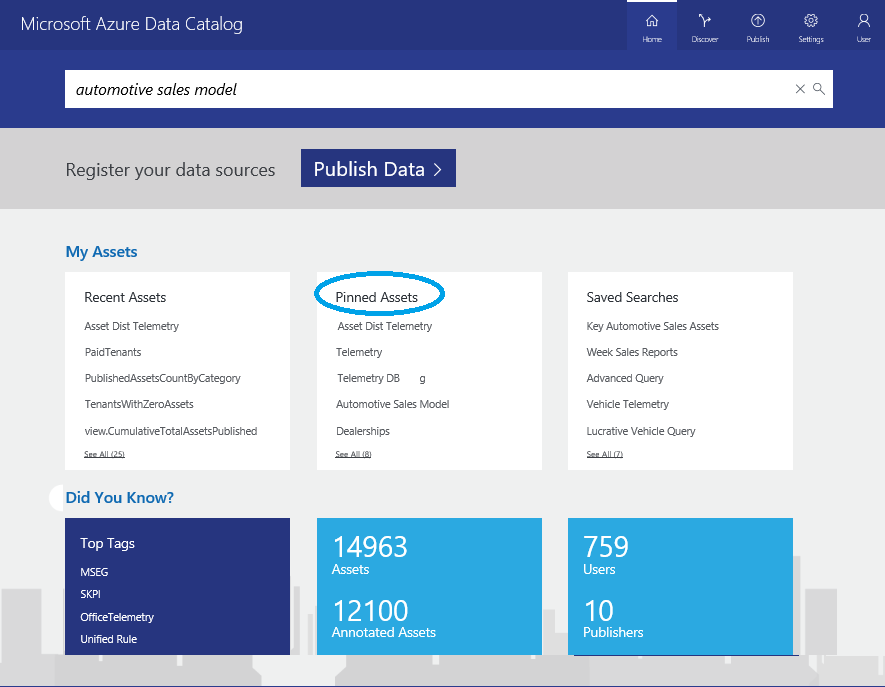 Microsoft Azure Data Catalog
Home
Discover
Publish
Settings
User
automotive sales model
Register your data sources
Publish Data
My Assets
Recent Assets
Asset Dist Telemetry
PaidTenants
PublishedAssetsCountByCategory
TenantsWithZeroAssets
view.CumulativeTotalAssetsPublished
See All (25)
Pinned Assets
Asset Dist Telemetry
Telemetry
Telemetry DB g
Automotive Sales Model
Dealerships
See All (8)
Saved Searches
Key Automotive Sales Assets
Week Sales Reports
Advanced Query
Vehicle Telemetry
Lucrative Vehicle Query
See All (7)
Did You Know?
Top Tags
MSEG
SKPI
OfficeTelemetry
Unified Rule
14963
Assets
12100
Annotated Assets
759
Users
10
Publishers